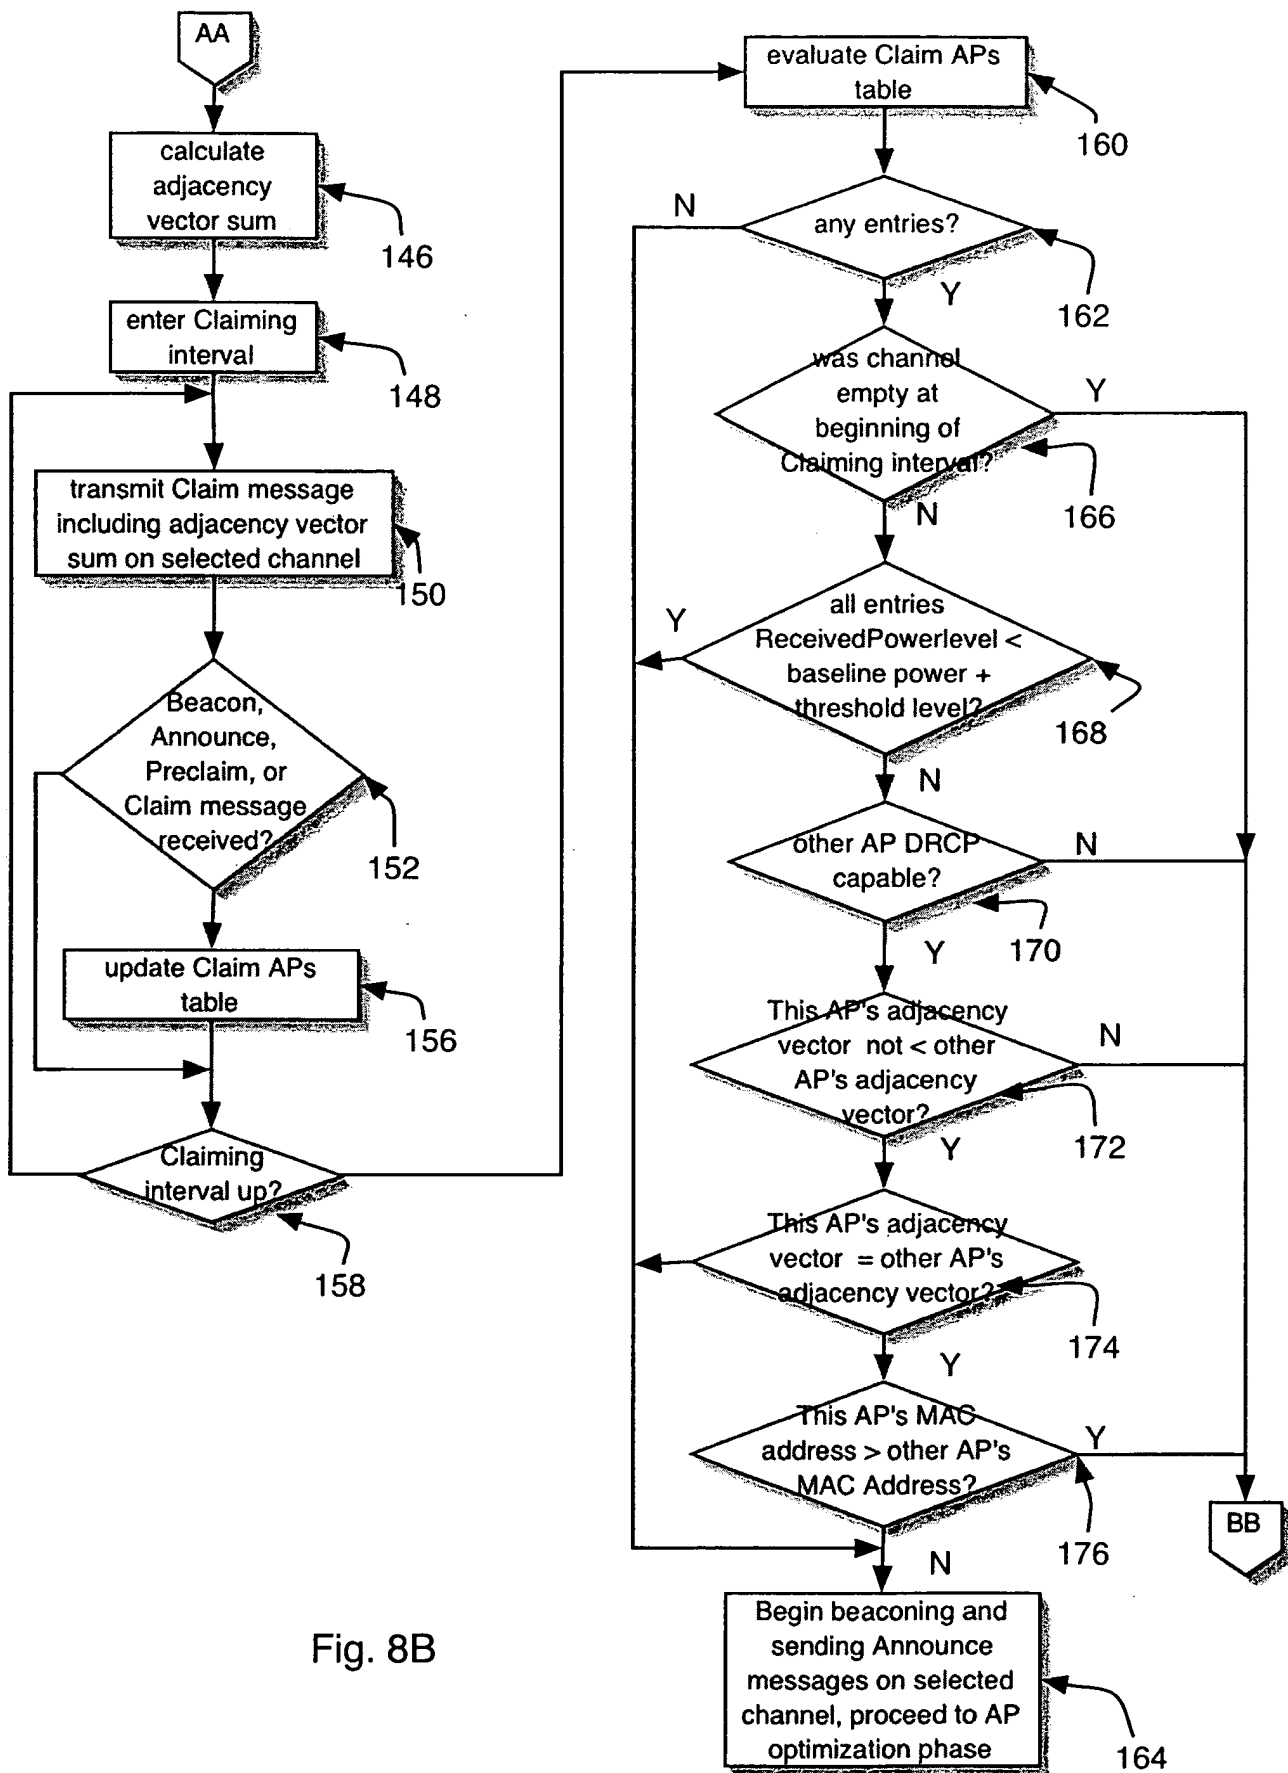 AA
calculate
adjacency
vector sum
146
enter Claiming
interval
148
transmit Claim message
including adjacency vector
sum on selected channel
150
Beacon,
Announce,
Preclaim, or
Claim message
received?
152
update Claim APs
table
156
Claiming
interval up?
158
evaluate Claim APs
table
160
N
any entries?
162
Y
was channel
empty at
beginning of
Claiming interval?
Y
166
N
all entries
ReceivedPowerlevel <
baseline power +
threshold level?
Y
168
N
other AP DRCP
capable?
N
170
Y
This AP's adjacency
vector not < other
AP's adjacency
vector?
N
172
Y
This AP's adjacency
vector = other AP's
adjacency vector?
174
Y
This AP's MAC
address > other AP's
MAC Address?
Y
176
BB
N
Begin beaconing and
sending Announce
messages on selected
channel, proceed to AP
optimization phase
164
Fig. 8B